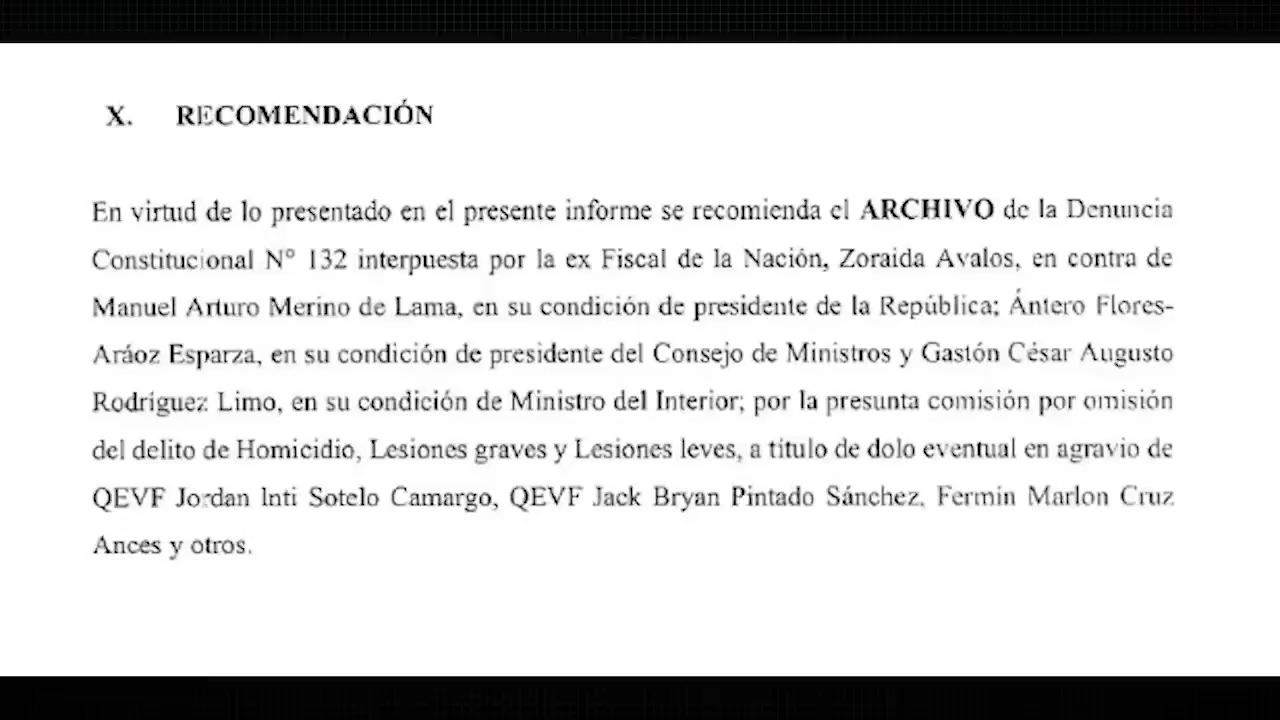 X. RECOMENDACIÓN
En virtud de lo presentado en el presente informe se recomienda el ARCHIVO de la Denuncia
Constitucional N° 132 interpuesta por la ex Fiscal de la Nación, Zoraida Avalos, en contra de
Manuel Arturo Merino de Lama, en su condición de presidente de la República; Ántero Flores-
Aráoz Esparza, en su condición de presidente del Consejo de Ministros y Gastón César Augusto
Rodríguez Limo, en su condición de Ministro del Interior; por la presunta comisión por omisión
del delito de Homicidio, Lesiones graves y Lesiones leves, a título de dolo eventual en agravio de
QEVF Jordan Inti Sotelo Camargo, QEVF Jack Bryan Pintado Sánchez, Fermin Marlon Cruz
Ances y otros.